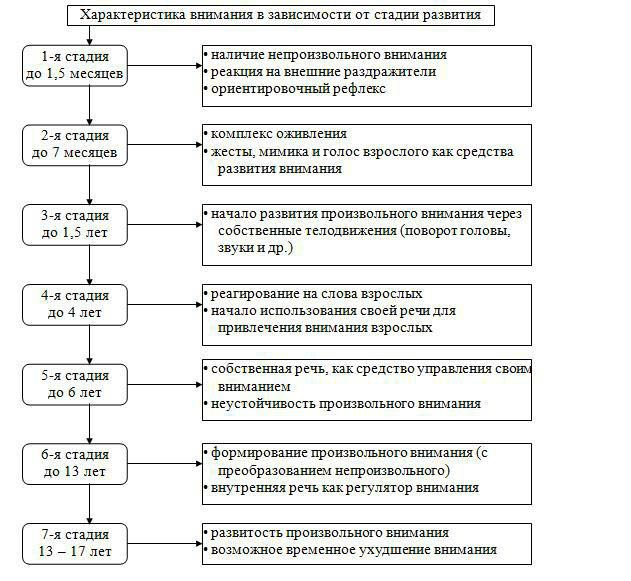 Характеристика внимания в зависимости от стадии развития
1-я стадия
до 1,5 месяцев
• наличие непроизвольного внимания
• реакция на внешние раздражители
• ориентировочный рефлекс
2-я стадия
до 7 месяцев
• комплекс оживления
• жесты, мимика и голос взрослого как средства
развития внимания
3-я стадия
до 1,5 лет
• начало развития произвольного внимания через
собственные телодвижения (поворот головы,
звуки и др.)
4-я стадия
до 4 лет
• реагирование на слова взрослых
• начало использования своей речи для
привлечения внимания взрослых
5-я стадия
до 6 лет
• собственная речь, как средство управления своим
вниманием
• неустойчивость произвольного внимания
6-я стадия
до 13 лет
• формирование произвольного внимания (с
преобразованием непроизвольного)
• внутренняя речь как регулятор внимания
7-я стадия
13 – 17 лет
• развитость произвольного внимания
• возможное временное ухудшение внимания